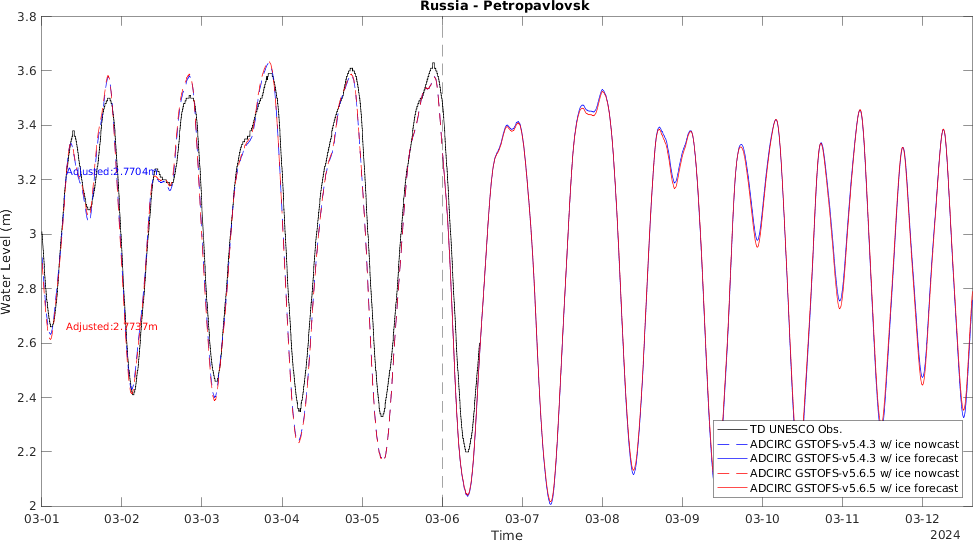 Russia - Petropavlovsk
3.8
3.6
3.4
3.2
3
2.8
2.6
2.4
2.2
2
Water Level (m)
Adjusted:2.7704m
Adjusted:2.7737m
TD UNESCO Obs.
ADCIRC GSTOFS-v5.4.3 w/ ice nowcast
ADCIRC GSTOFS-v5.4.3 w/ ice forecast
ADCIRC GSTOFS-v5.6.5 w/ ice nowcast
ADCIRC GSTOFS-v5.6.5 w/ ice forecast
03-01 03-02 03-03 03-04 03-05 03-06 03-07 03-08 03-09 03-10 03-11 03-12
Time
2024